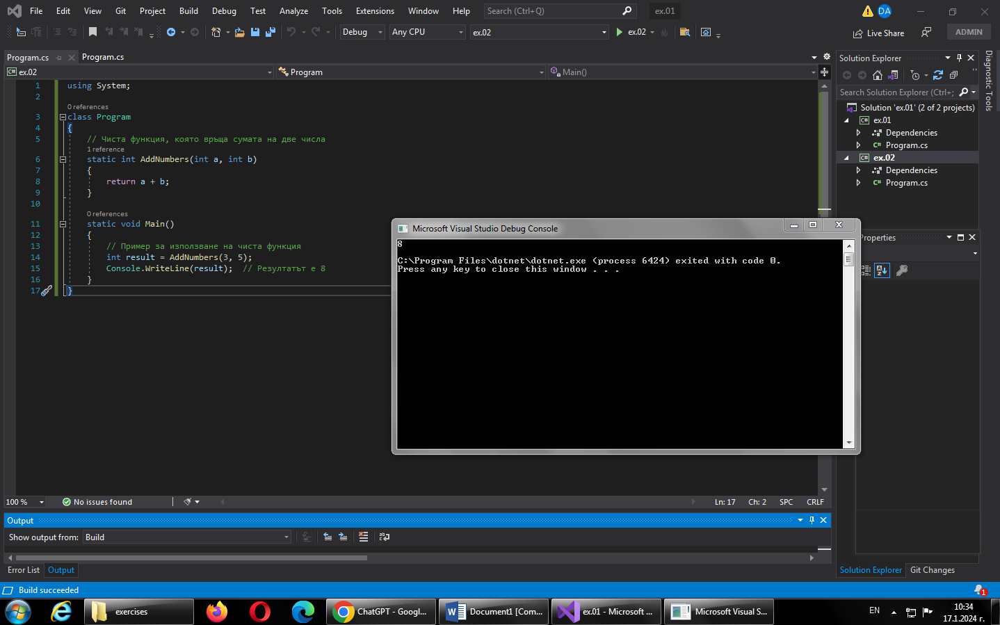 File Edit View Git Project Build Debug Test Analyze Tools Extensions Window Help Search (Ctrl+Q) ex.01 DA
Debug Any CPU ex.02 ex.02 Live Share ADMIN
Program.cs Program.cs
ex.02 Program Main()
1 using System;
2
0 references
3 class Program
4 {
5 // Чиста функция, която връща сумата на две числа
1 reference
6 static int AddNumbers(int a, int b)
7 {
8 return a + b;
9 }
10
0 references
11 static void Main()
12 {
13 // Пример за използване на чиста функция
14 int result = AddNumbers(3, 5);
15 Console.WriteLine(result); // Резултатът е 8
16 }
17 }
Microsoft Visual Studio Debug Console
8
C:\Program Files\dotnet\dotnet.exe (process 6424) exited with code 0.
Press any key to close this window . . .
Solution Explorer
Search Solution Explorer (Ctrl+;
Solution 'ex.01' (2 of 2 projects)
ex.01
Dependencies
C# Program.cs
ex.02
Dependencies
C# Program.cs
Diagnostic Tools
Properties
100 % No issues found Ln: 17 Ch: 2 SPC CRLF
Output
Show output from: Build
Error List Output
Solution Explorer Git Changes
Build succeeded 1
exercises ChatGPT - Googl... Document1 [Com... ex.01 - Microsoft ... Microsoft Visual S... EN
10:34
17.1.2024 г.